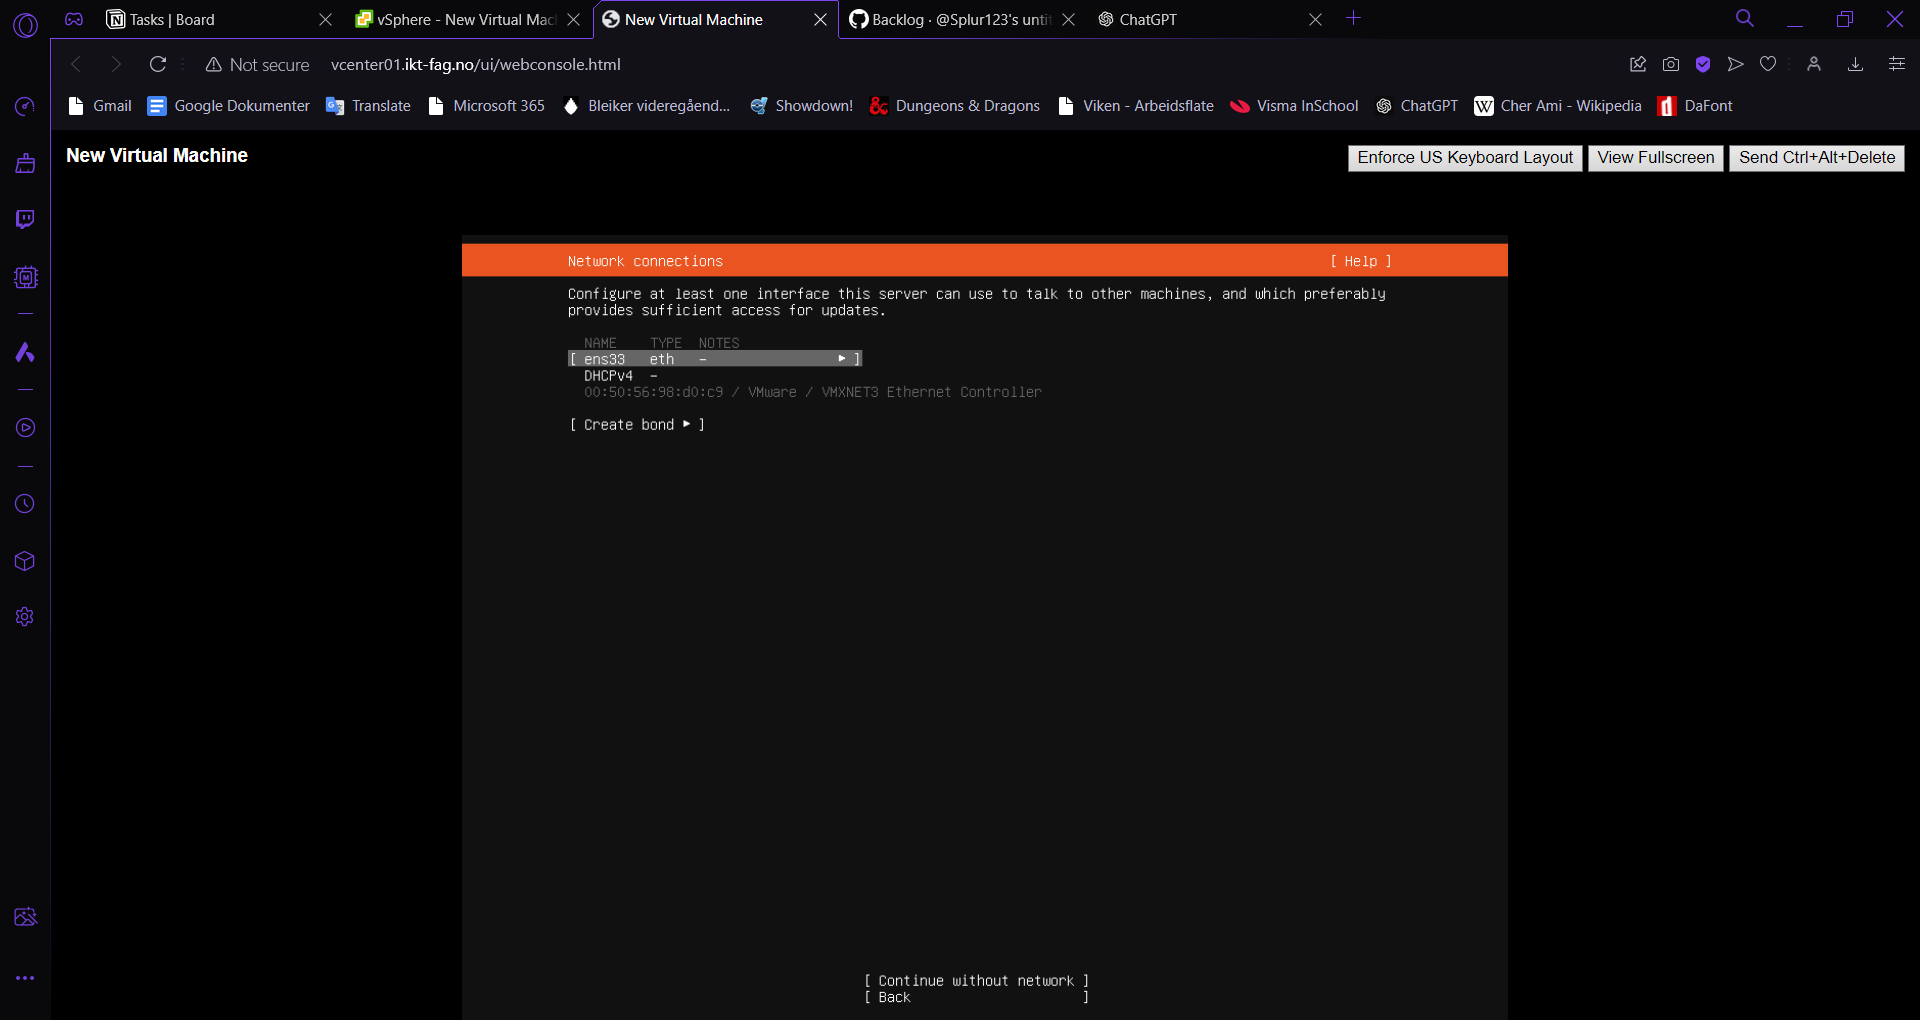 Tasks | Board
vSphere - New Virtual Mac
New Virtual Machine
Backlog · @Splur123's unti
ChatGPT
Not secure
vcenter01.ikt-fag.no/ui/webconsole.html
Gmail
Google Dokumenter
Translate
Microsoft 365
Bleiker videregåend...
Showdown!
Dungeons & Dragons
Viken - Arbeidsflate
Visma InSchool
ChatGPT
Cher Ami - Wikipedia
DaFont
New Virtual Machine
Enforce US Keyboard Layout
View Fullscreen
Send Ctrl+Alt+Delete
Network connections [ Help ]
Configure at least one interface this server can use to talk to other machines, and which preferably
provides sufficient access for updates.
NAME TYPE NOTES
[ ens33 eth - ▸ ]
DHCPv4 -
00:50:56:98:d0:c9 / VMware / VMXNET3 Ethernet Controller
[ Create bond ▸ ]
[ Continue without network ]
[ Back ]